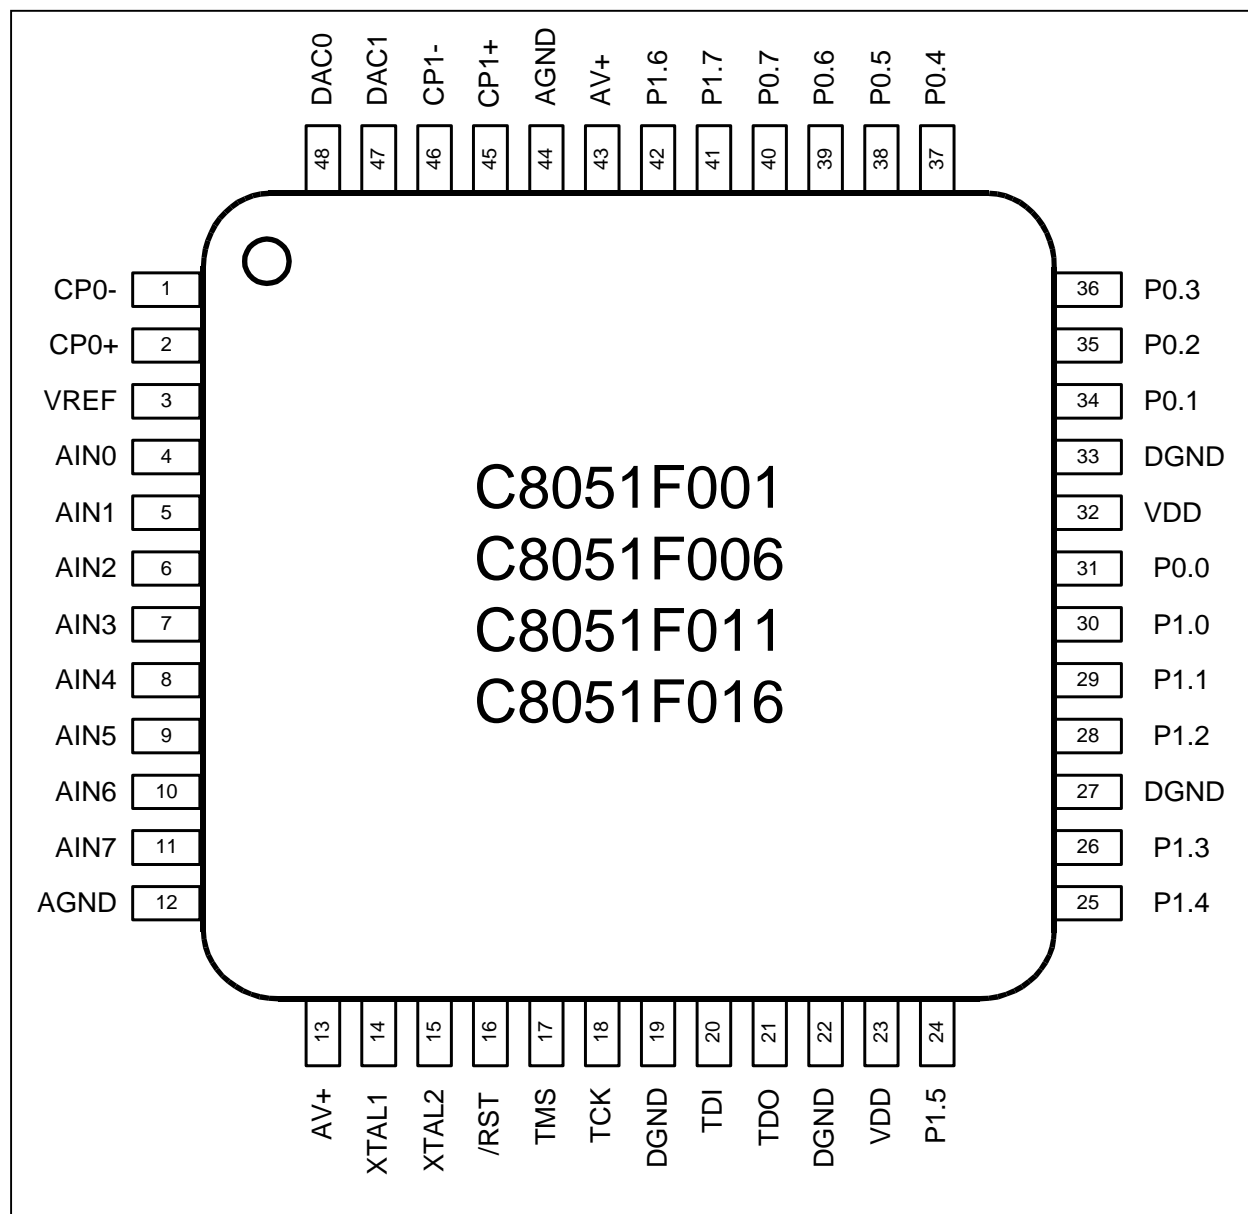 DAC0 DAC1 CP1- CP1+ AGND AV+ P1.6 P1.7 P0.7 P0.6 P0.5 P0.4
48 47 46 45 44 43 42 41 40 39 38 37
CP0- 1
CP0+ 2
VREF 3
AIN0 4
AIN1 5
AIN2 6
AIN3 7
AIN4 8
AIN5 9
AIN6 10
AIN7 11
AGND 12
C8051F001
C8051F006
C8051F011
C8051F016
36 P0.3
35 P0.2
34 P0.1
33 DGND
32 VDD
31 P0.0
30 P1.0
29 P1.1
28 P1.2
27 DGND
26 P1.3
25 P1.4
13 14 15 16 17 18 19 20 21 22 23 24
AV+ XTAL1 XTAL2 /RST TMS TCK DGND TDI TDO DGND VDD P1.5